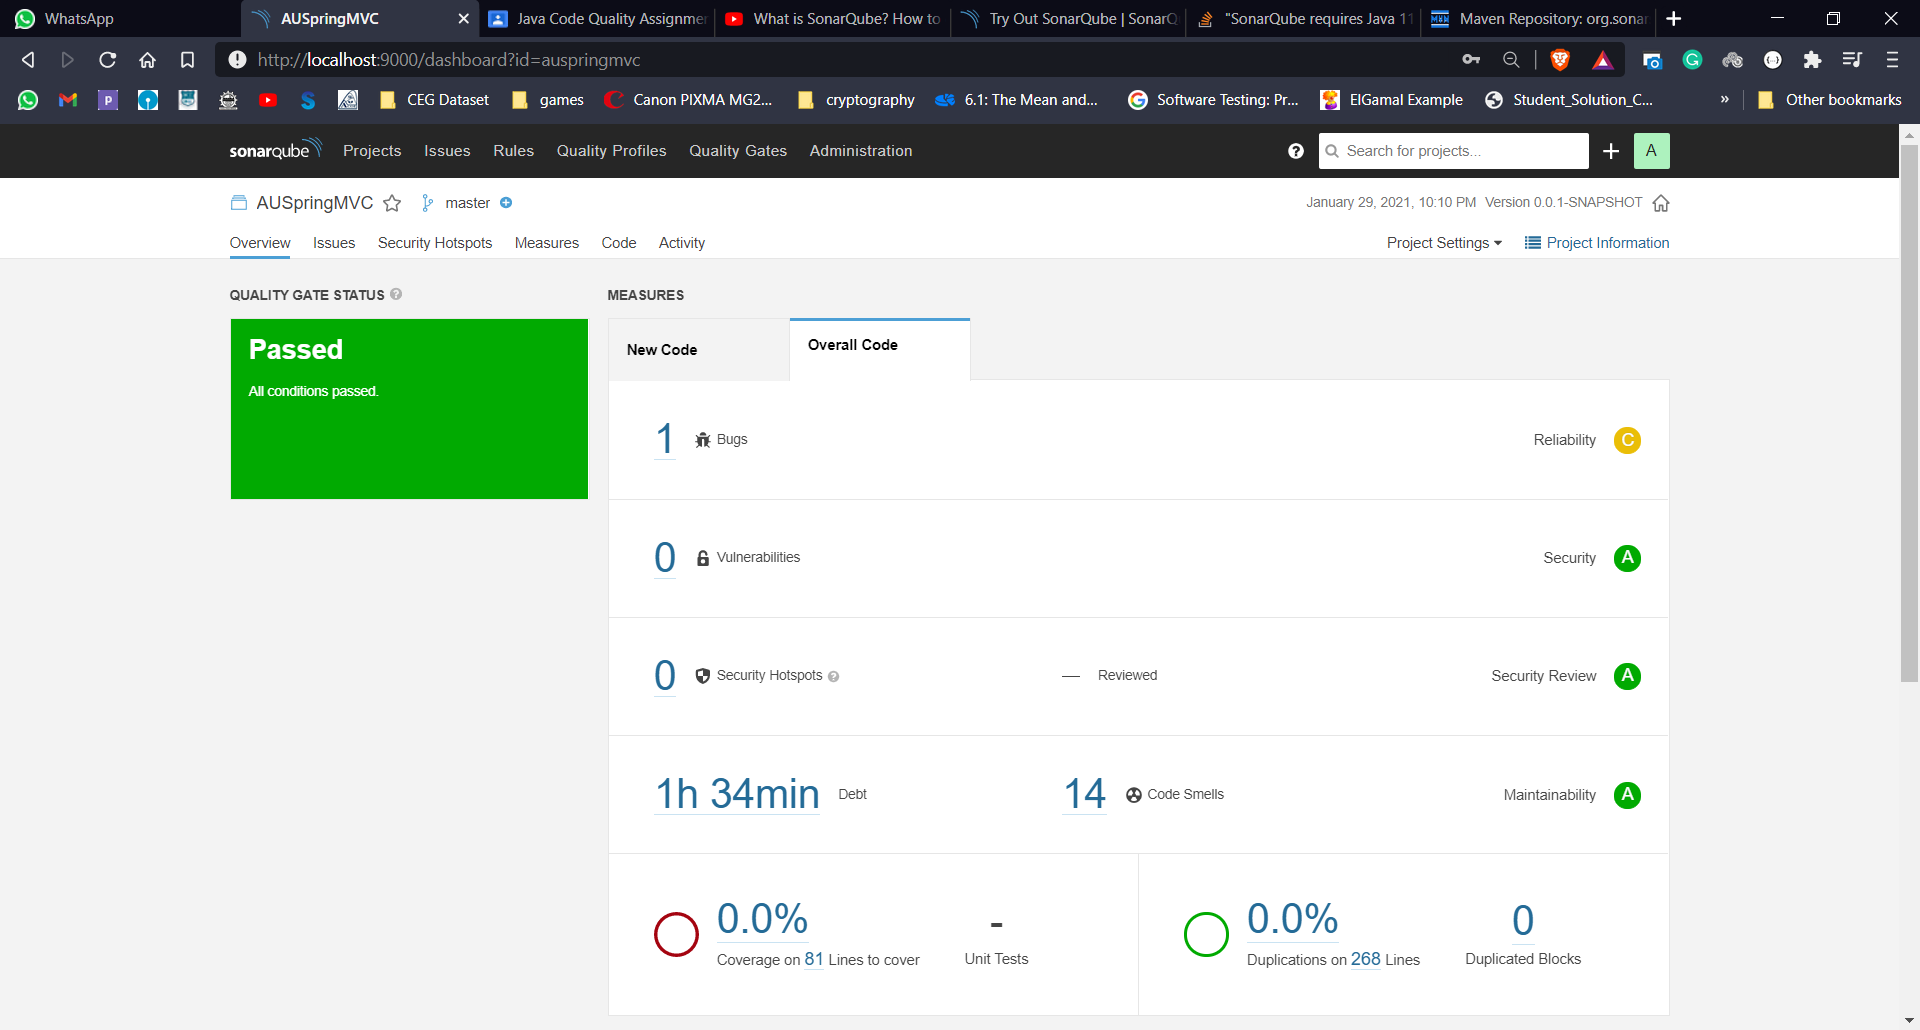 WhatsApp
AUSpringMVC
Java Code Quality Assignmer
What is SonarQube? How to
Try Out SonarQube | SonarQ
"SonarQube requires Java 11
Maven Repository: org.sonar
http://localhost:9000/dashboard?id=auspringmvc
CEG Dataset
games
Canon PIXMA MG2...
cryptography
6.1: The Mean and...
Software Testing: Pr...
ElGamal Example
Student_Solution_C...
»
Other bookmarks
sonarqube
Projects
Issues
Rules
Quality Profiles
Quality Gates
Administration
Search for projects...
A
AUSpringMVC
master
January 29, 2021, 10:10 PM Version 0.0.1-SNAPSHOT
Overview
Issues
Security Hotspots
Measures
Code
Activity
Project Settings
Project Information
QUALITY GATE STATUS
MEASURES
Passed
All conditions passed.
New Code
Overall Code
1 Bugs
Reliability C
0 Vulnerabilities
Security A
0 Security Hotspots
— Reviewed
Security Review A
1h 34min Debt
14 Code Smells
Maintainability A
0.0%
Coverage on 81 Lines to cover
-
Unit Tests
0.0%
Duplications on 268 Lines
0
Duplicated Blocks